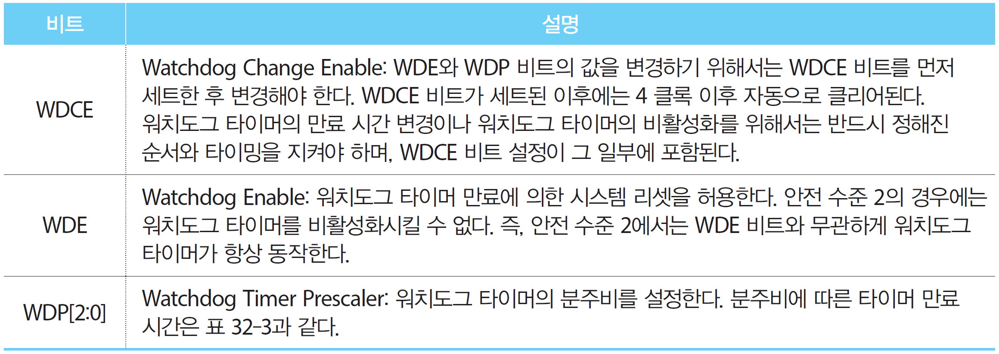 비트 설명
Watchdog Change Enable: WDE와 WDP 비트의 값을 변경하기 위해서는 WDCE 비트를 먼저
세트한 후 변경해야 한다. WDCE 비트가 세트된 이후에는 4 클록 이후 자동으로 클리어된다.
WDCE
워치도그 타이머의 만료 시간 변경이나 워치도그 타이머의 비활성화를 위해서는 반드시 정해진
순서와 타이밍을 지켜야 하며, WDCE 비트 설정이 그 일부에 포함된다.
Watchdog Enable: 워치도그 타이머 만료에 의한 시스템 리셋을 허용한다. 안전 수준 2의 경우에는
WDE
워치도그 타이머를 비활성화시킬 수 없다. 즉, 안전 수준 2에서는 WDE 비트와 무관하게 워치도그
타이머가 항상 동작한다.
WDP[2:0]
Watchdog Timer Prescaler: 워치도그 타이머의 분주비를 설정한다. 분주비에 따른 타이머 만료
시간은 표 32-3과 같다.